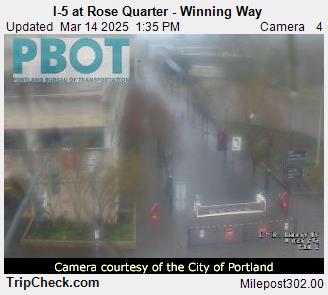 I-5 at Rose Quarter - Winning Way
Updated Mar 14 2025 1:35 PM Camera 4
PBOT
PORTLAND BUREAU OF TRANSPORTATION
Camera courtesy of the City of Portland
TripCheck.com Milepost302.00